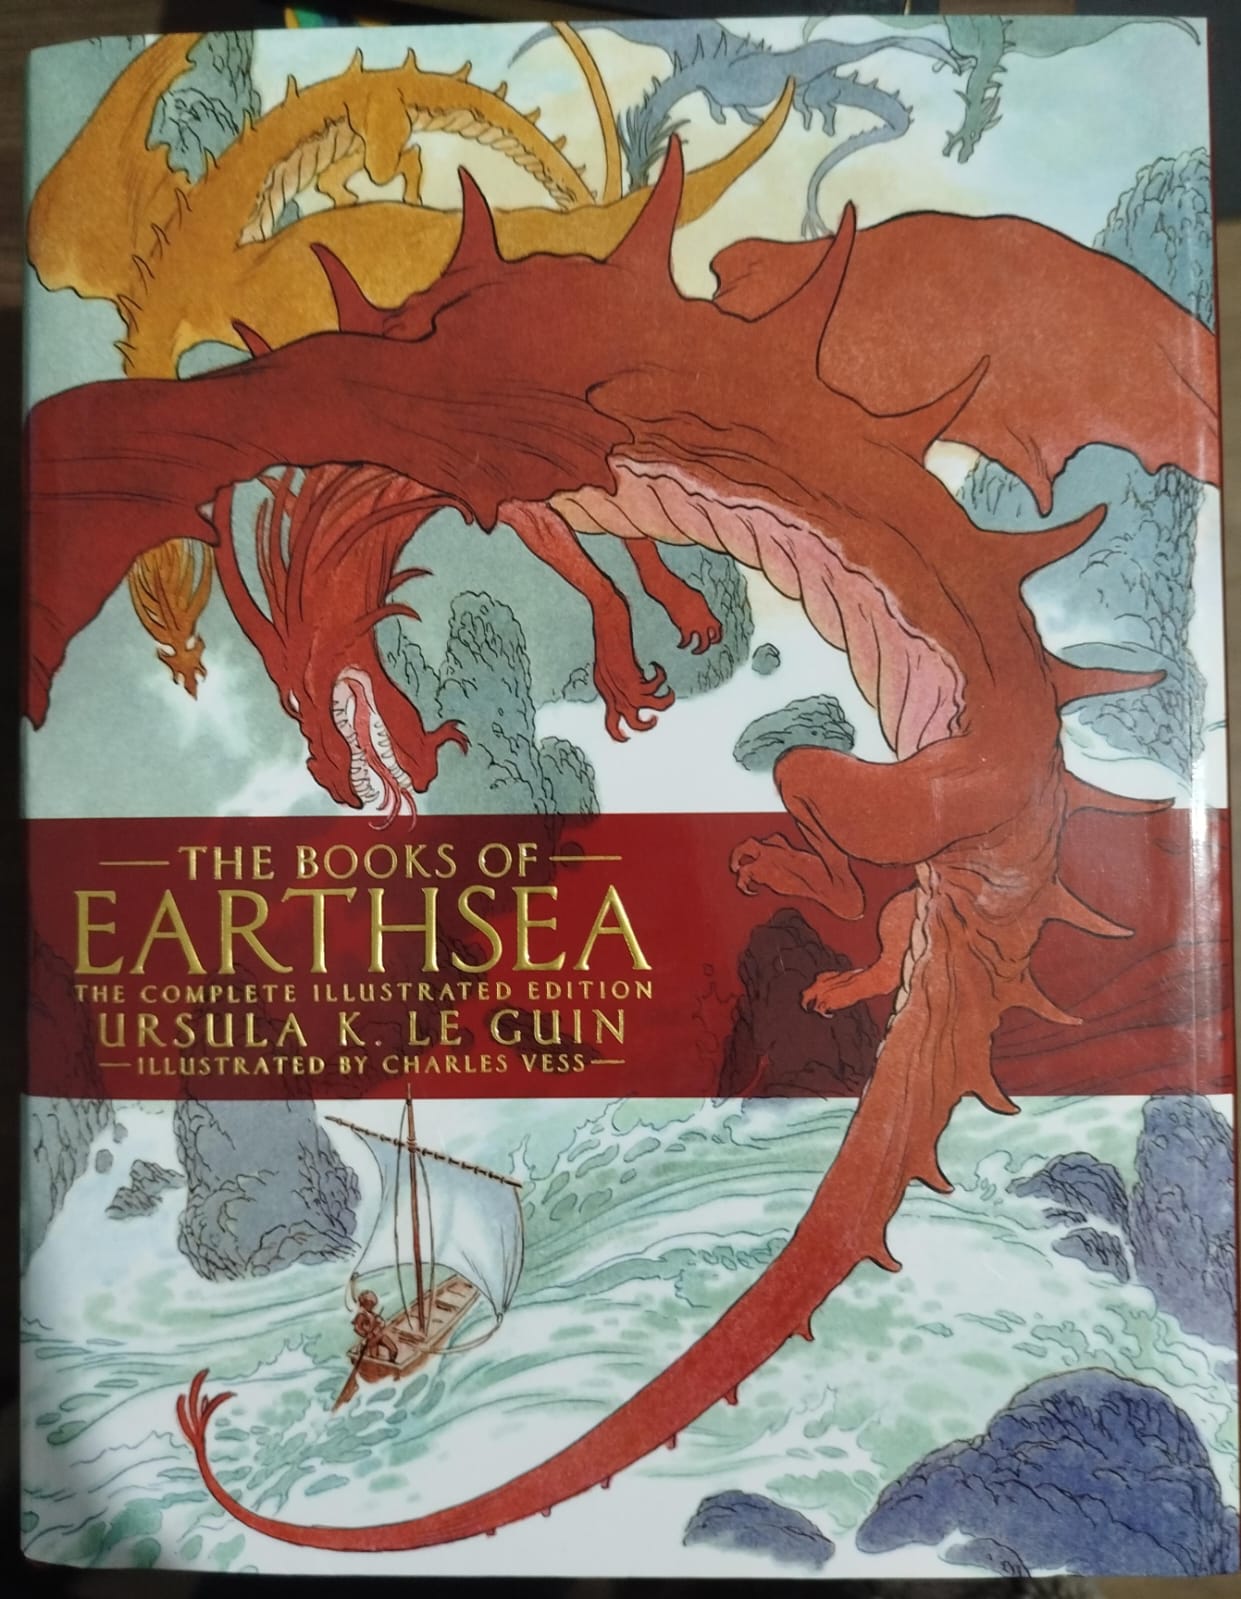 THE BOOKS OF
EARTHSEA
THE COMPLETE ILLUSTRATED EDITION
URSULA K. LE GUIN
ILLUSTRATED BY CHARLES VESS